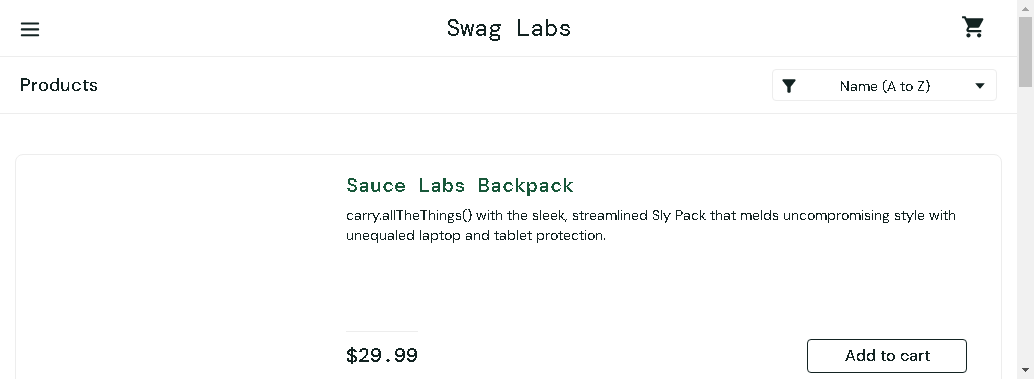 Swag Labs
Products
Name (A to Z)
Sauce Labs Backpack
carry.allTheThings() with the sleek, streamlined Sly Pack that melds uncompromising style with
unequaled laptop and tablet protection.
$29.99
Add to cart